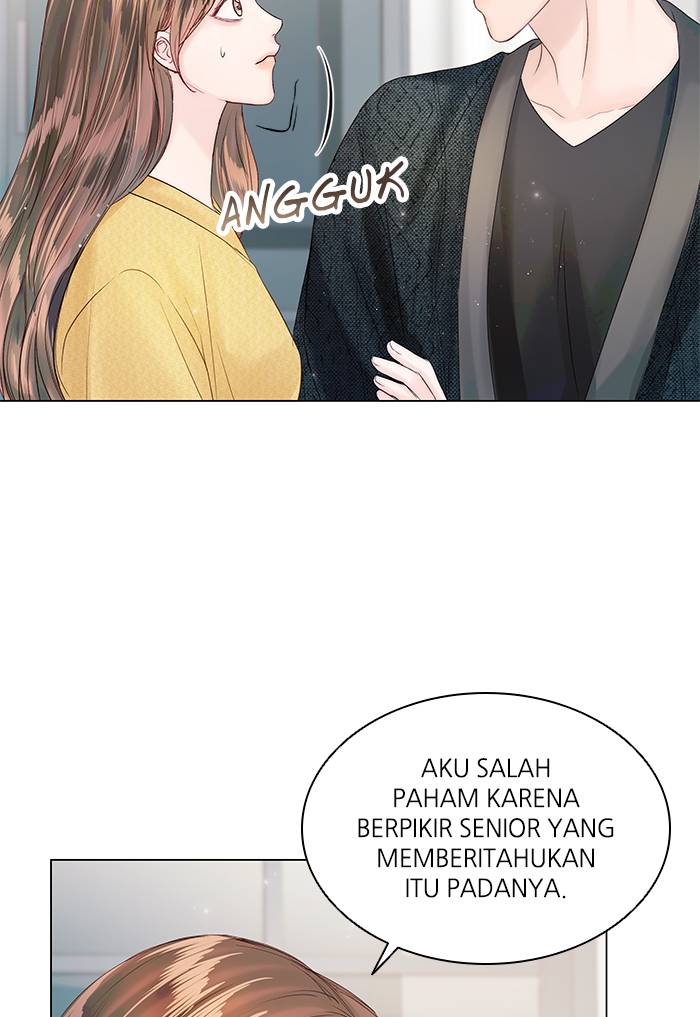 ANGGUK
AKU SALAH
PAHAM KARENA
BERPIKIR SENIOR YANG
MEMBERITAHUKAN
ITU PADANYA.